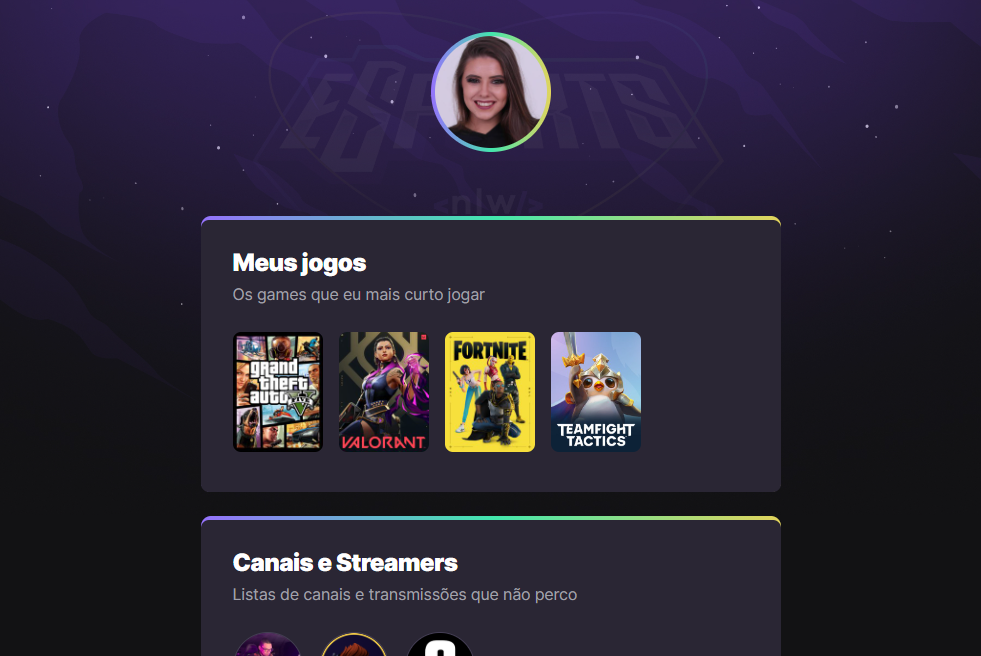 ESPORTS
<nlw/>
Meus jogos
Os games que eu mais curto jogar
grand
theft
auto
V
FIVE
VALORANT
FORTNITE
TEAMFIGHT
TACTICS
Canais e Streamers
Listas de canais e transmissões que não perco